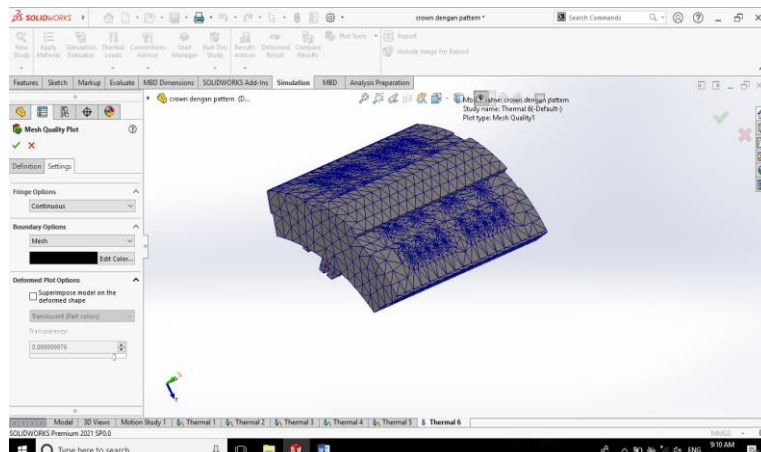 SOLIDWORKS
crown dengan pattern *
Search Commands
New Study
Apply Material
Simulation Evaluator
Thermal Loads
Connections Advisor
Shell Manager
Run This Study
Results Advisor
Deformed Result
Compare Results
Plot Tools
Report
Include Image for Report
Features Sketch Markup Evaluate MBD Dimensions SOLIDWORKS Add-Ins Simulation MBD Analysis Preparation
crown dengan pattern (D...
name: crown dengan pattern
Study name: Thermal 6(-Default-)
Plot type: Mesh Quality1
Mesh Quality Plot
Definition Settings
Fringe Options
Continuous
Boundary Options
Mesh
Edit Color...
Deformed Plot Options
Superimpose model on the
deformed shape
Translucent (Part colors)
Transparency:
0.899999976
Model 3D Views Motion Study 1 Thermal 1 Thermal 2 Thermal 3 Thermal 4 Thermal 5 Thermal 6
SOLIDWORKS Premium 2021 SP0.0
MMGS
Type here to search
ENG
9:10 AM